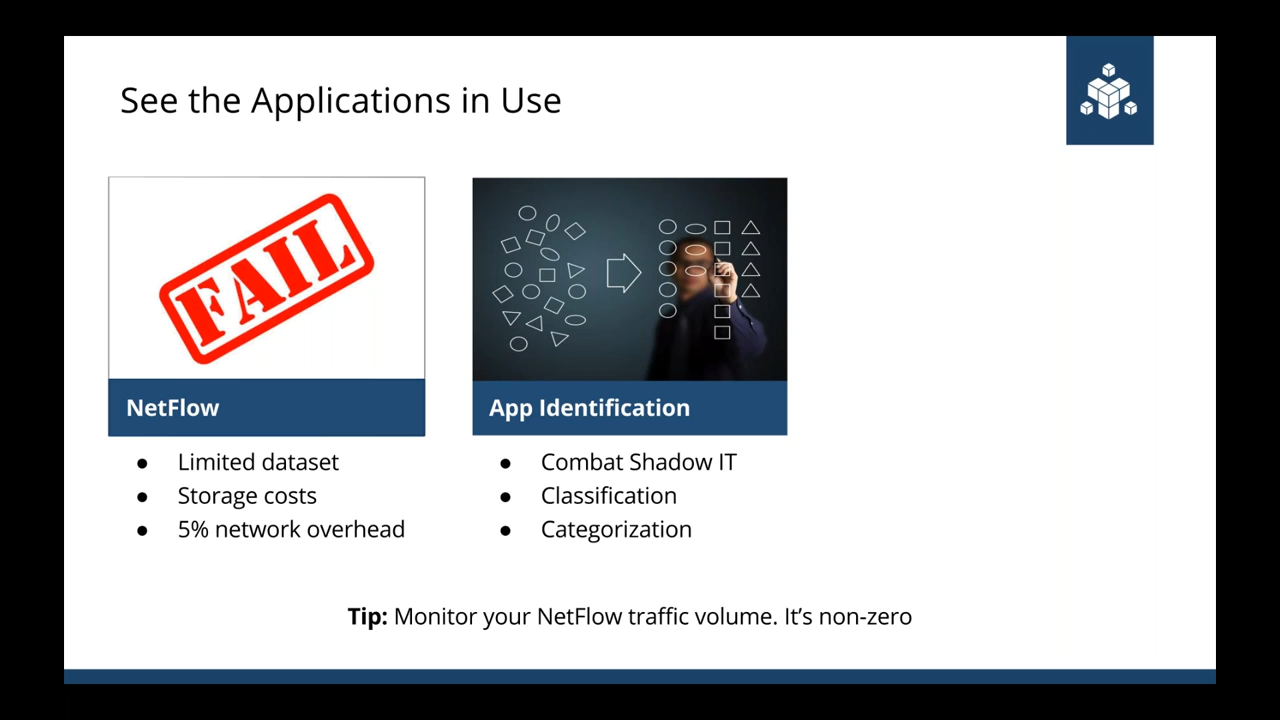 See the Applications in Use
FAIL
NetFlow
● Limited dataset
● Storage costs
● 5% network overhead
App Identification
● Combat Shadow IT
● Classification
● Categorization
Tip: Monitor your NetFlow traffic volume. It’s non-zero